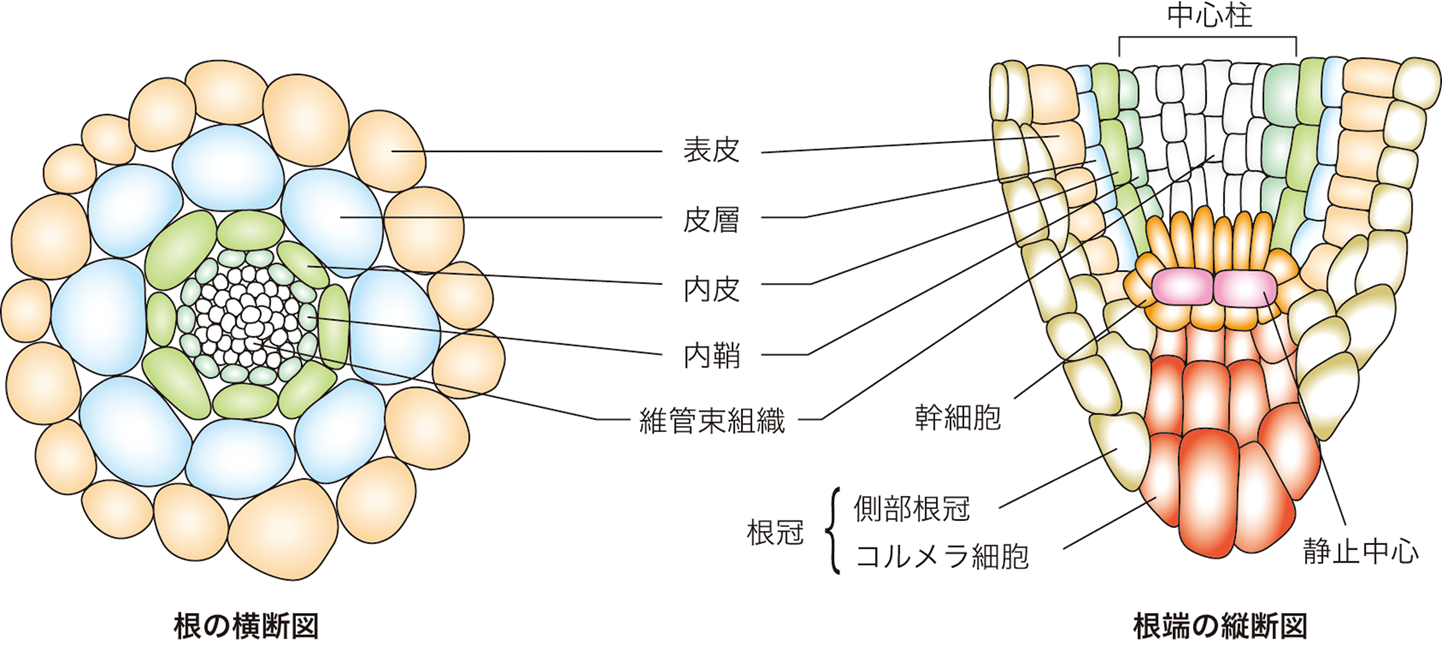 中心柱
表皮
皮層
内皮
内鞘
維管束組織
幹細胞
根冠
側部根冠
コルメラ細胞
静止中心
根の横断図
根端の縦断図